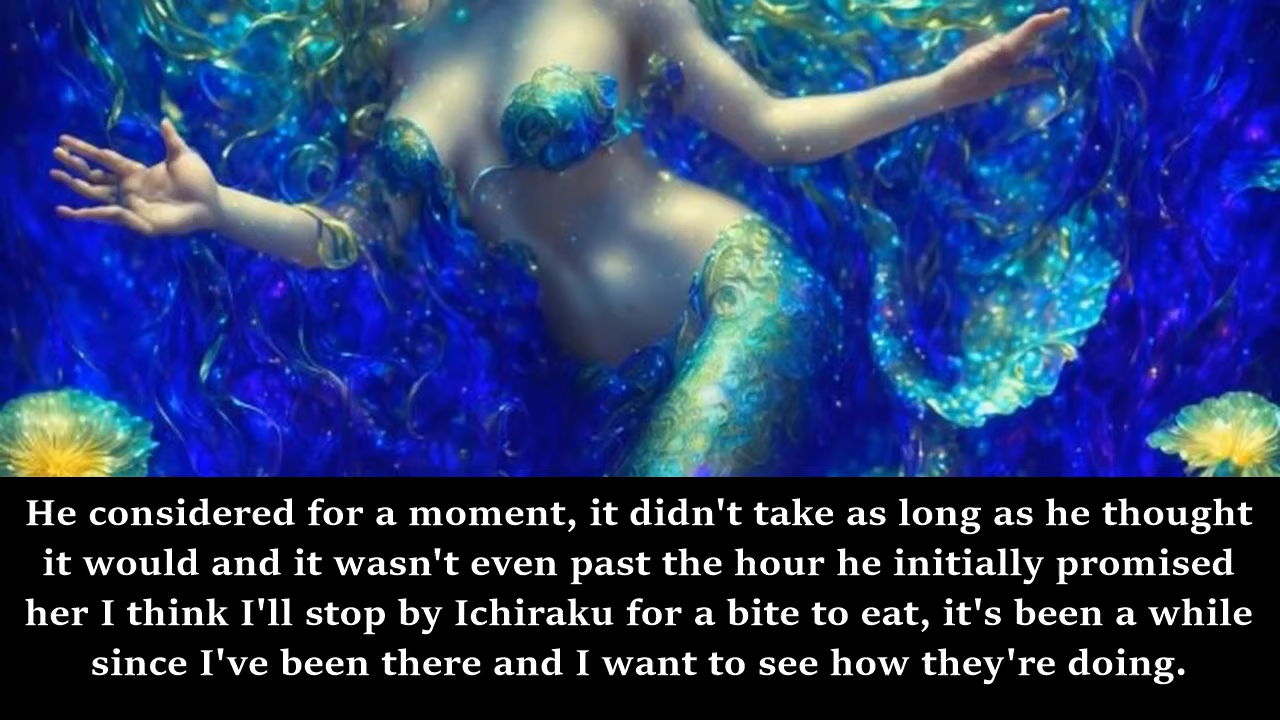 He considered for a moment, it didn't take as long as he thought
it would and it wasn't even past the hour he initially promised
her I think I'll stop by Ichiraku for a bite to eat, it's been a while
since I've been there and I want to see how they're doing.